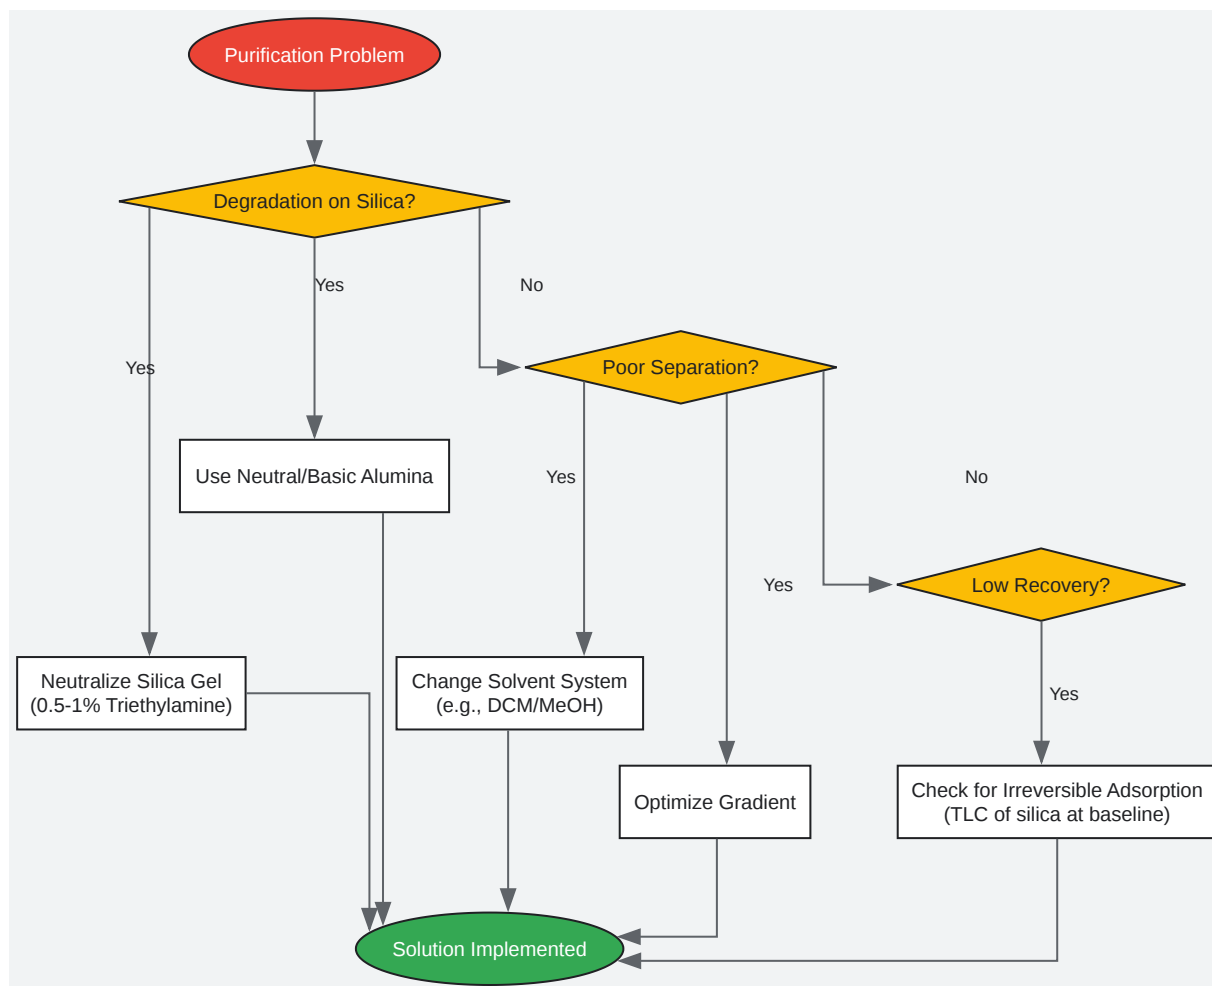 Purification Problem
Degradation on Silica?
Yes
No
Yes
Poor Separation?
Use Neutral/Basic Alumina
Yes
No
Yes
Low Recovery?
Neutralize Silica Gel
(0.5-1% Triethylamine)
Change Solvent System
(e.g., DCM/MeOH)
Yes
Optimize Gradient
Check for Irreversible Adsorption
(TLC of silica at baseline)
Solution Implemented